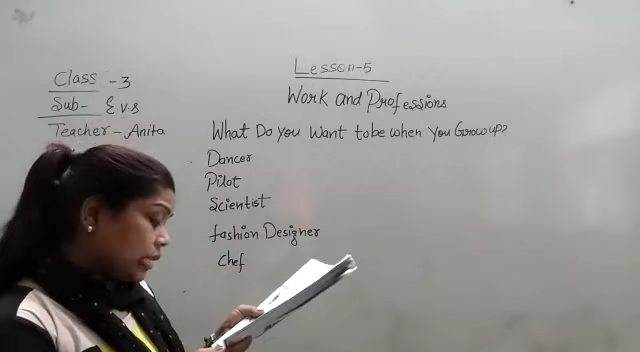 Class - 3
Sub- E v.s
Teacher - Anita
Lesson-5
Work and Professions
What Do you Want to be when You Grow up?
Dancer
Pilot
Scientist
fashion Designer
Chef